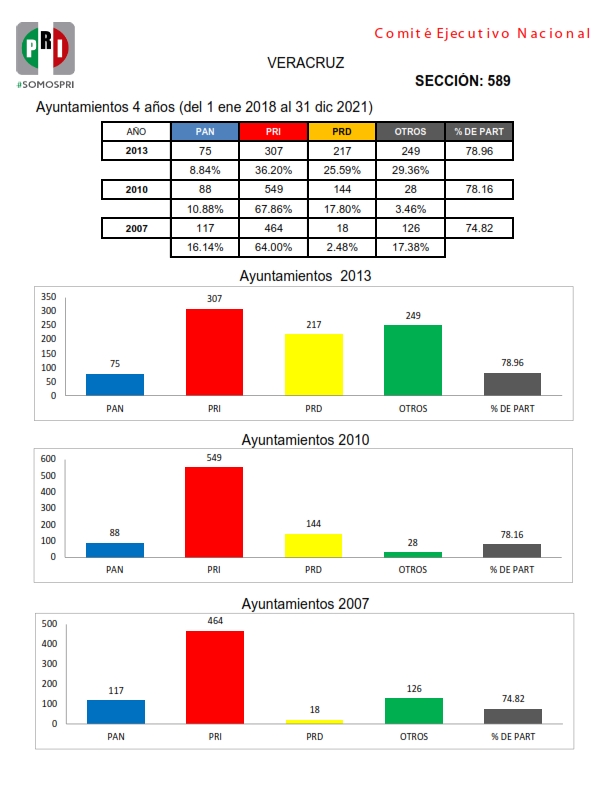 Comité Ejecutivo Nacional
PRI
#SOMOSPRI
VERACRUZ
SECCIÓN: 589
Ayuntamientos 4 años (del 1 ene 2018 al 31 dic 2021)
AÑO PAN PRI PRD OTROS % DE PART
2013 75 307 217 249 78.96
8.84% 36.20% 25.59% 29.36%
2010 88 549 144 28 78.16
10.88% 67.86% 17.80% 3.46%
2007 117 464 18 126 74.82
16.14% 64.00% 2.48% 17.38%
Ayuntamientos 2013
350
300
250
200
150
100
50
0
75 307 217 249 78.96
PAN PRI PRD OTROS % DE PART
Ayuntamientos 2010
600
500
400
300
200
100
0
88 549 144 28 78.16
PAN PRI PRD OTROS % DE PART
Ayuntamientos 2007
500
400
300
200
100
0
117 464 18 126 74.82
PAN PRI PRD OTROS % DE PART